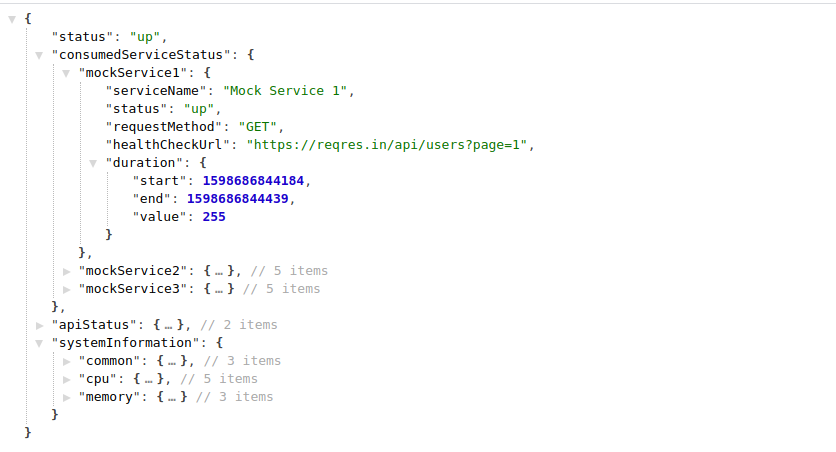 {
"status": "up",
"consumedServiceStatus": {
"mockService1": {
"serviceName": "Mock Service 1",
"status": "up",
"requestMethod": "GET",
"healthCheckUrl": "https://reqres.in/api/users?page=1",
"duration": {
"start": 1598686844184,
"end": 1598686844439,
"value": 255
}
},
"mockService2": {…}, // 5 items
"mockService3": {…} // 5 items
},
"apiStatus": {…}, // 2 items
"systemInformation": {
"common": {…}, // 3 items
"cpu": {…}, // 5 items
"memory": {…} // 3 items
}
}